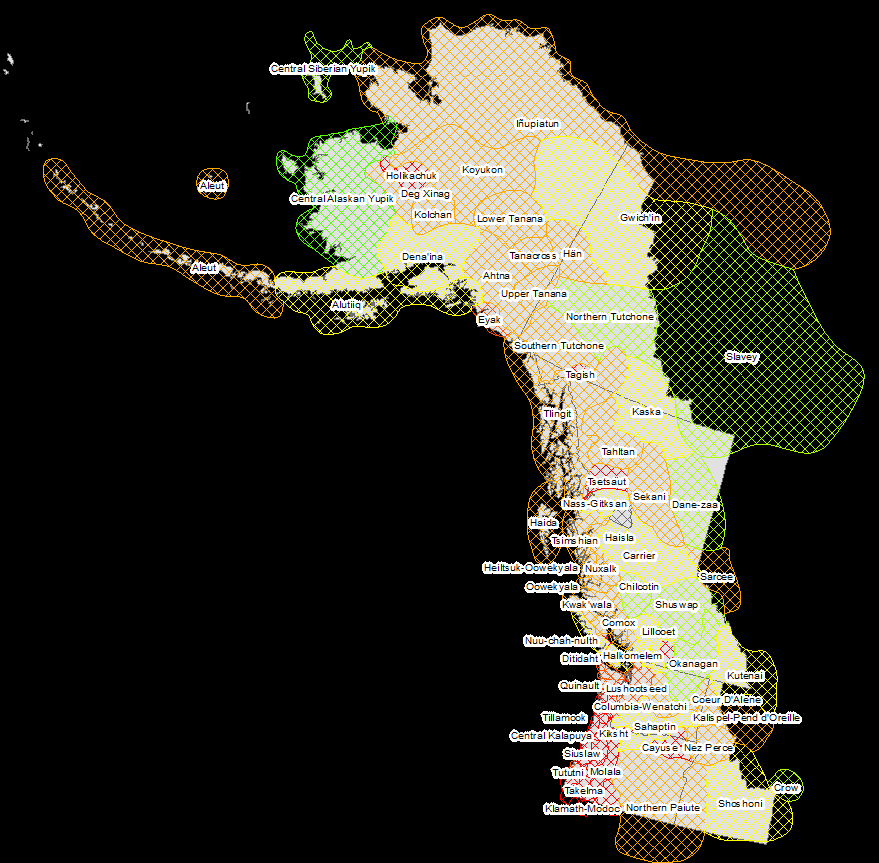 Central Siberian Yupik
Iñupiatun
Koyukon
Holikachuk
Aleut
Deg Xinag
Central Alaskan Yupik
Kolchan
Lower Tanana
Gwich'in
Dena'ina
Tanacross
Hän
Aleut
Ahtna
Upper Tanana
Alutiiq
Eyak
Northern Tutchone
Southern Tutchone
Slavey
Tagish
Tlingit
Kaska
Tahltan
Tsetsaut
Sekani
Nass-Gitksan
Dane-zaa
Haida
Tsimshian
Haisla
Carrier
Heiltsuk-Oowekyala
Nuxalk
Sarcee
Oowekyala
Chilcotin
Kwak'wala
Shuswap
Comox
Lillooet
Nuu-chah-nulth
Ditidaht
Halkomelem
Okanagan
Kutenai
Quinault
Lushootseed
Coeur D'Alene
Columbia-Wenatchi
Tillamook
Kalispel-Pend d'Oreille
Sahaptin
Central Kalapuya
Kiksht
Cayuse
Nez Perce
Siuslaw
Tututni
Molala
Crow
Takelma
Shoshoni
Klamath-Modoc
Northern Paiute